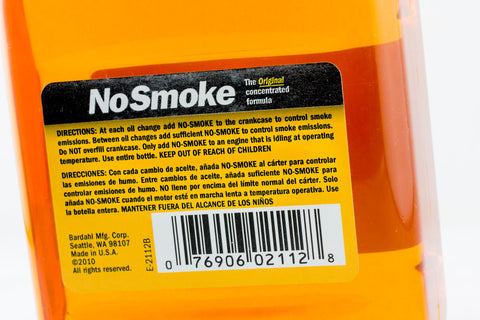 NoSmoke
The Original
concentrated
formula
DIRECTIONS: At each oil change add NO-SMOKE to the crankcase to control smoke
emissions. Between oil changes add sufficient NO-SMOKE to control smoke emissions.
Do NOT overfill crankcase. Only add NO-SMOKE to an engine that is idling at operating
temperature. Use entire bottle. KEEP OUT OF REACH OF CHILDREN
DIRECCIONES: Con cada cambio de aceite, añada NO-SMOKE al cárter para controlar
las emisiones de humo. Entre cambios de aceite, añada suficiente NO-SMOKE para
controlar emisiones de humo. NO llene por encima del límite normal del cárter. Solo
añada NO-SMOKE cuando el motor esté en marcha lenta a temperatura operativa. Use
la botella entera. MANTENER FUERA DEL ALCANCE DE LOS NIÑOS
Bardahl Mfg. Corp.
Seattle, WA 98107
Made in U.S.A.
©2010
All rights reserved.
E-2112B
0 76906 02112 8